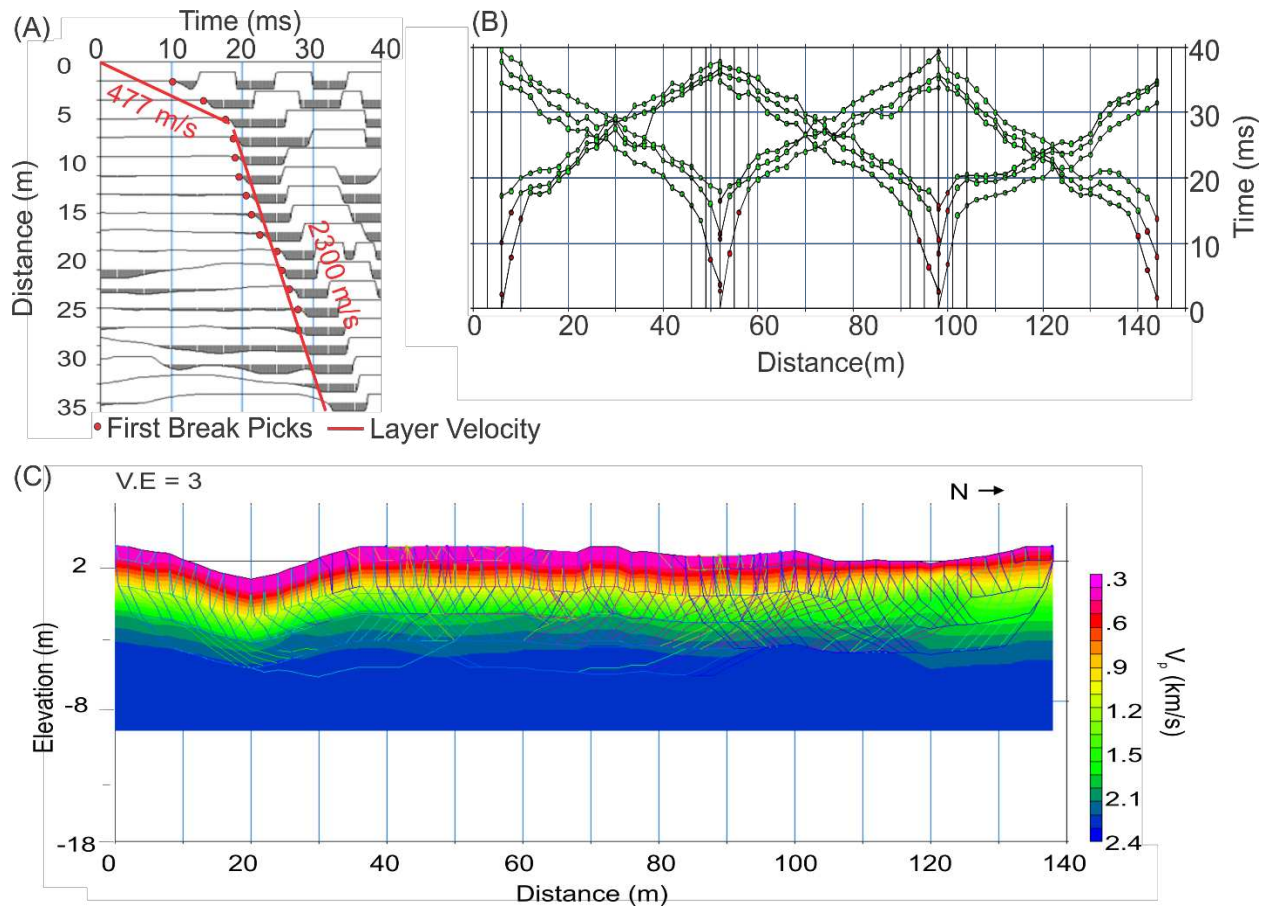 (A)
Time (ms)
0 10 20 30 40
Distance (m)
0
5
10
15
20
25
30
35
477 m/s
2300 m/s
First Break Picks
Layer Velocity
(B)
40
30
20
10
0
Time (ms)
0 20 40 60 80 100 120 140
Distance(m)
(C)
V.E = 3
N →
Elevation (m)
2
-8
-18
0 20 40 60 80 100 120 140
Distance (m)
.3
.6
.9
1.2
1.5
2.1
2.4
Vp (km/s)